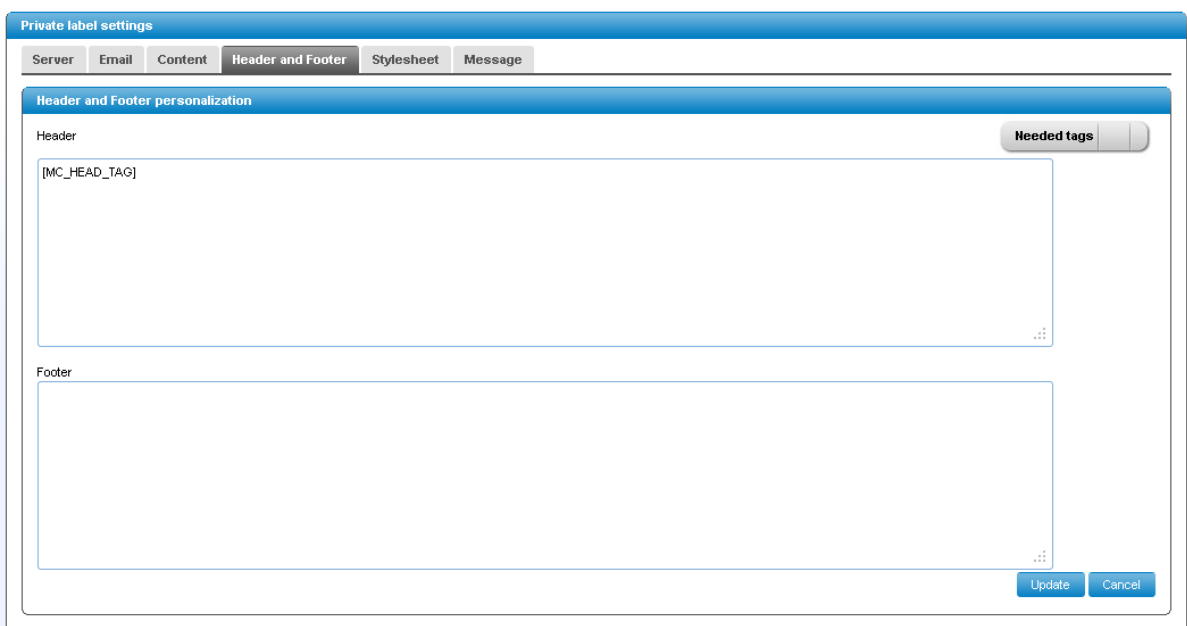 Private label settings
Server Email Content Header and Footer Stylesheet Message
Header and Footer personalization
Header Needed tags
[MC_HEAD_TAG]
Footer
Update Cancel